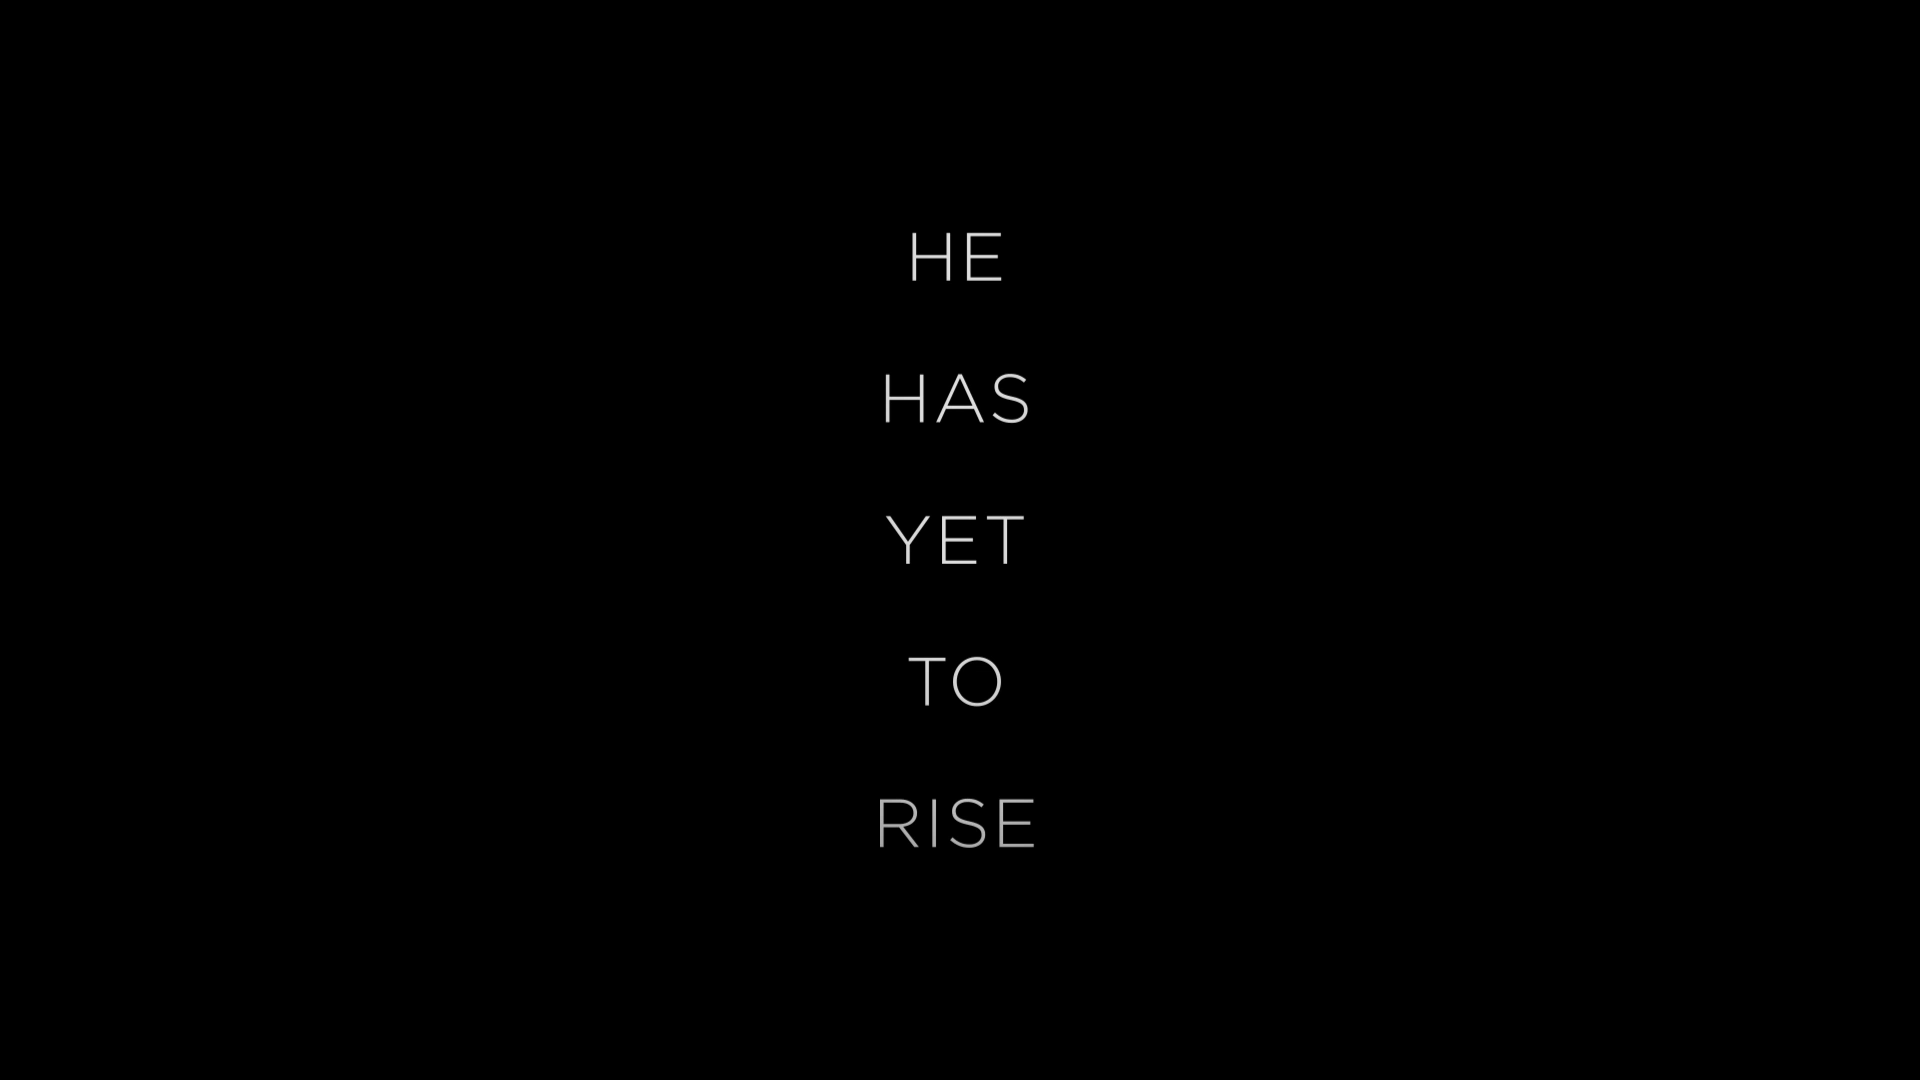 HE
HAS
YET
TO
RISE